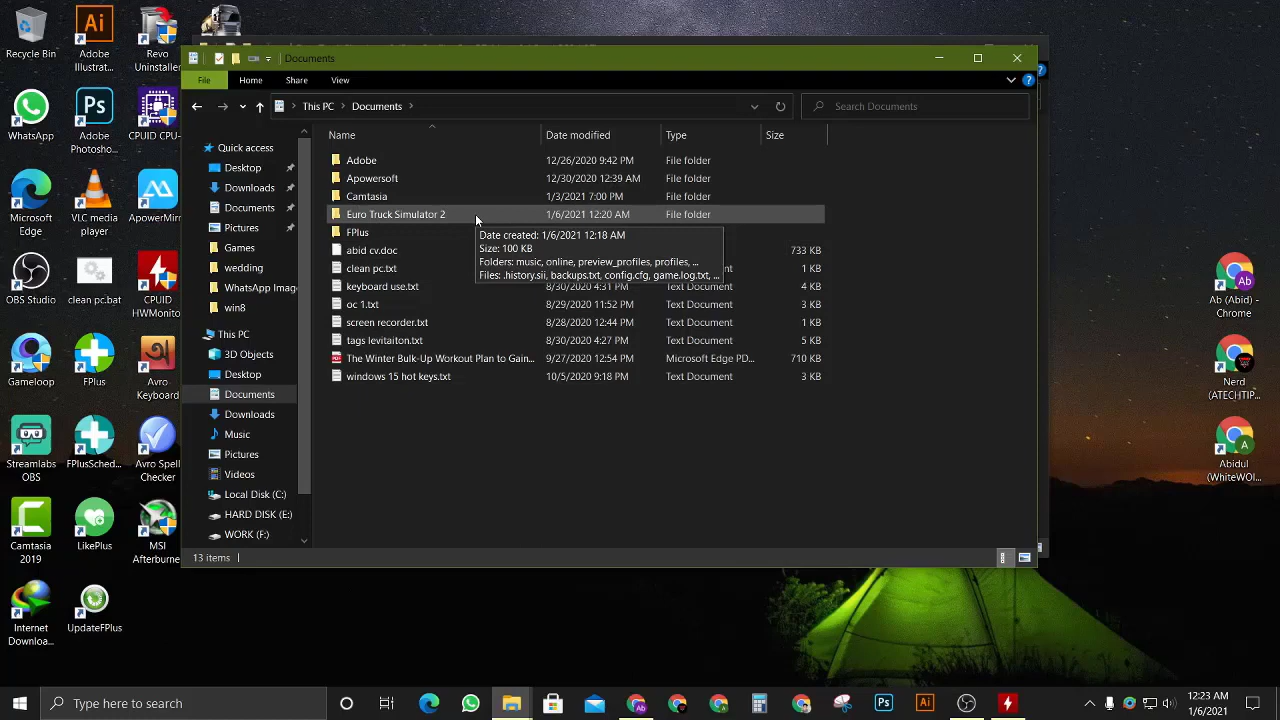 Recycle Bin
Adobe
Illustrat...
Revo
Uninstaller
WhatsApp
Adobe
Photoshop
CPUID CPU-
Microsoft
Edge
VLC media
player
ApowerMirr
OBS Studio
clean pc.bat
CPUID
HWMonito
Gameloop
FPlus
Avro
Keyboard
Streamlabs
OBS
FPlusSched...
Avro Spell
Checker
Camtasia
2019
LikePlus
MSI
Afterburne
Internet
Downloa...
UpdateFPlus
Documents
File
Home
Share
View
This PC
Documents
Search Documents
Quick access
Desktop
Downloads
Documents
Pictures
Games
wedding
WhatsApp Imag
win8
This PC
3D Objects
Desktop
Documents
Downloads
Music
Pictures
Videos
Local Disk (C:)
HARD DISK (E:)
WORK (F:)
Name Date modified Type Size
Adobe 12/26/2020 9:42 PM File folder
Apowersoft 12/30/2020 12:39 AM File folder
Camtasia 1/3/2021 7:00 PM File folder
Euro Truck Simulator 2 1/6/2021 12:20 AM File folder
FPlus
abid cv.doc 733 KB
clean pc.txt 1 KB
keyboard use.txt 8/30/2020 4:31 PM Text Document 4 KB
oc 1.txt 8/29/2020 11:52 PM Text Document 3 KB
screen recorder.txt 8/28/2020 12:44 PM Text Document 1 KB
tags levitaiton.txt 8/30/2020 4:27 PM Text Document 5 KB
The Winter Bulk-Up Workout Plan to Gain... 9/27/2020 12:54 PM Microsoft Edge PD... 710 KB
windows 15 hot keys.txt 10/5/2020 9:18 PM Text Document 3 KB
Date created: 1/6/2021 12:18 AM
Size: 100 KB
Folders: music, online, preview_profiles, profiles, ...
Files: .history.sii, backups.txt, config.cfg, game.log.txt, ...
13 items
Ab (Abid) -
Chrome
Nerd
(ATECHTIP...
Abidul
(WhiteWOl...
Type here to search
12:23 AM
1/6/2021